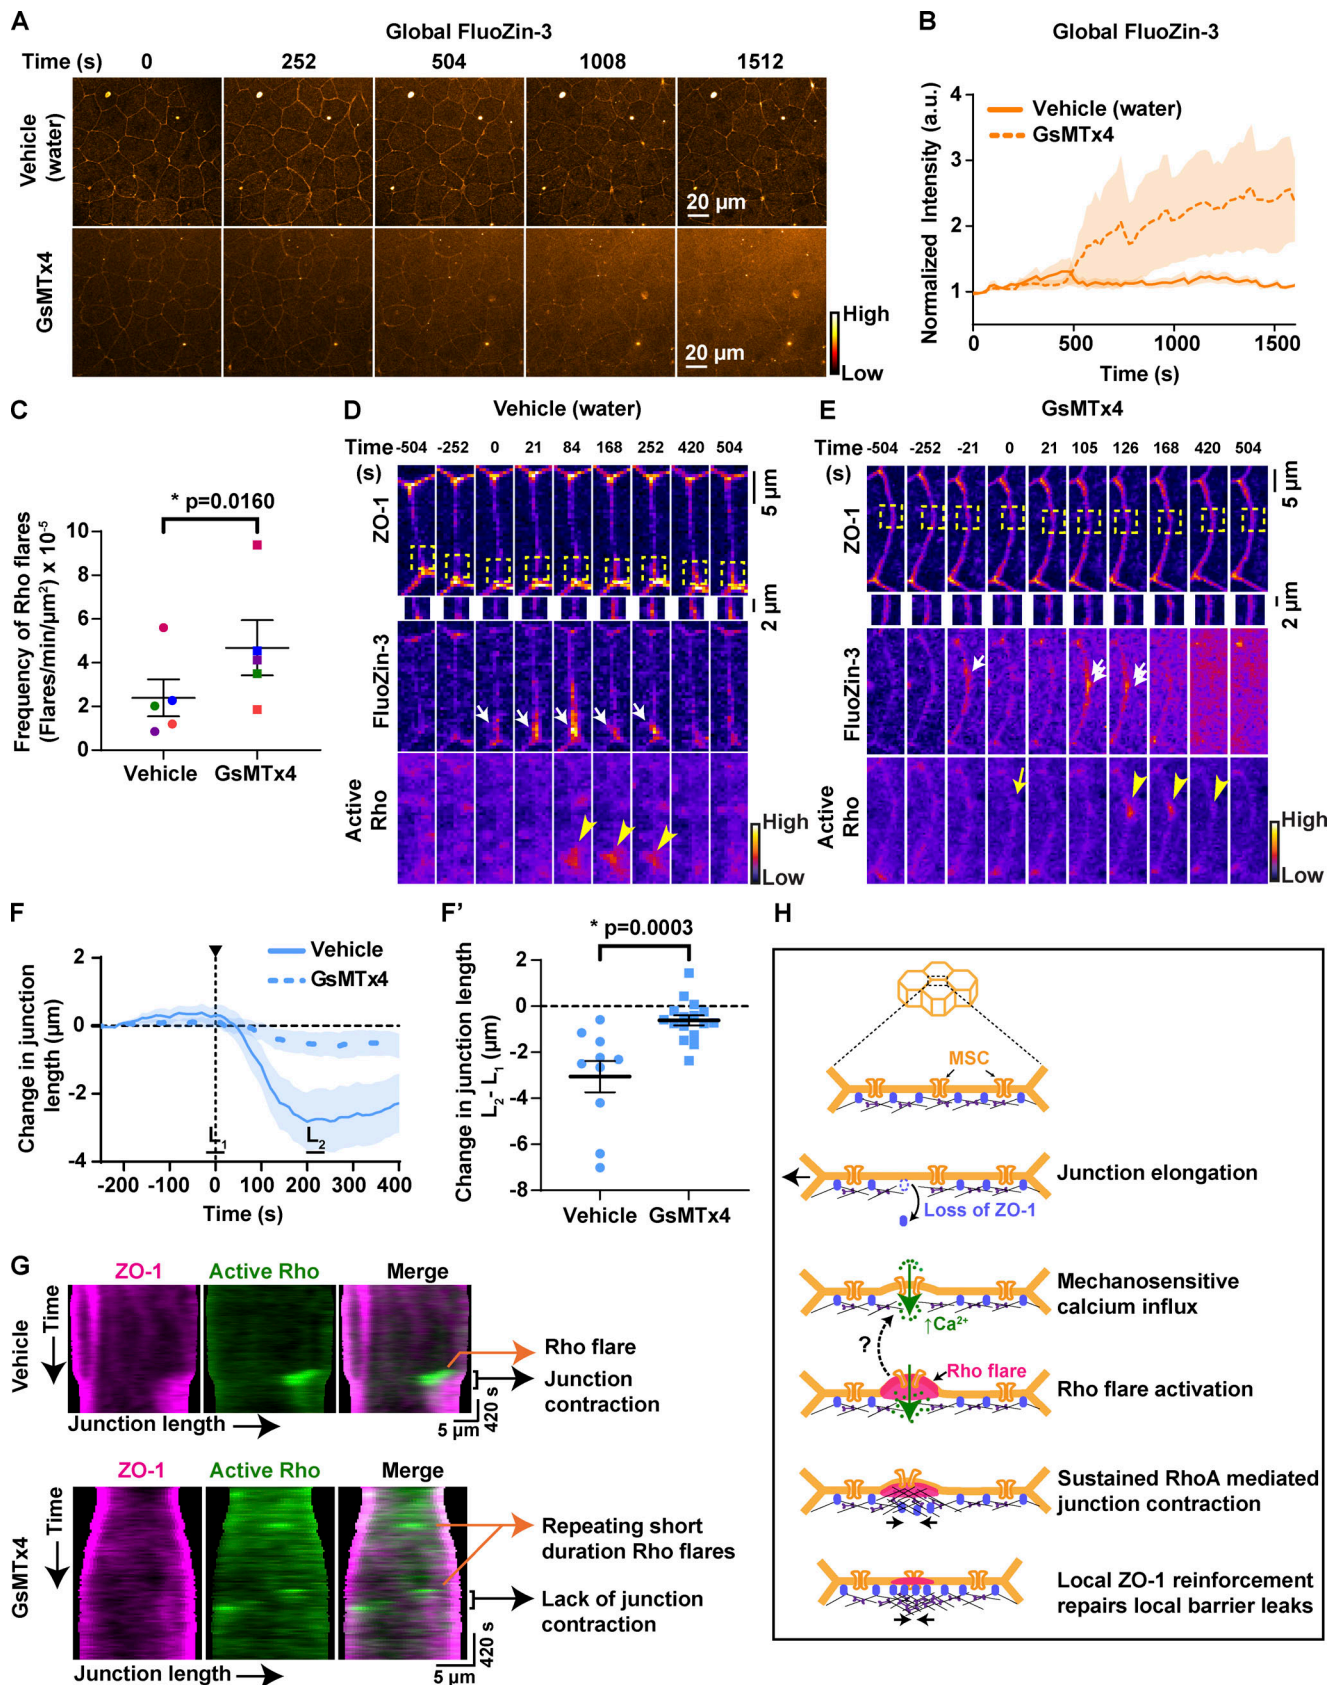 A
Global FluoZin-3
Time (s) 0 252 504 1008 1512
Vehicle (water)
20 µm
GsMTx4
20 µm
High
Low
B
Global FluoZin-3
Normalized Intensity (a.u.)
4
3
2
1
Vehicle (water)
GsMTx4
0 500 1000 1500
Time (s)
C
* p=0.0160
Frequency of Rho flares
(Flares/min/µm²) x 10⁻⁵
10
8
6
4
2
0
Vehicle GsMTx4
D
Vehicle (water)
Time (s) -504 -252 0 21 84 168 252 420 504
ZO-1
5 µm
2 µm
FluoZin-3
Active Rho
High
Low
E
GsMTx4
Time (s) -504 -252 -21 0 21 105 126 168 420 504
ZO-1
5 µm
2 µm
FluoZin-3
Active Rho
High
Low
F
Change in junction length (µm)
2
0
-2
-4
Vehicle
GsMTx4
L₁ L₂
-200 -100 0 100 200 300 400
Time (s)
F'
* p=0.0003
Change in junction length
L₂- L₁ (µm)
2
0
-2
-4
-6
-8
Vehicle GsMTx4
G
ZO-1 Active Rho Merge
Vehicle
Time
Rho flare
Junction contraction
Junction length
5 µm
420 s
ZO-1 Active Rho Merge
GsMTx4
Time
Repeating short
duration Rho flares
Lack of junction
contraction
Junction length
5 µm
420 s
H
MSC
Junction elongation
Loss of ZO-1
Mechanosensitive
calcium influx
↑Ca²⁺
?
Rho flare
Rho flare activation
Sustained RhoA mediated
junction contraction
Local ZO-1 reinforcement
repairs local barrier leaks